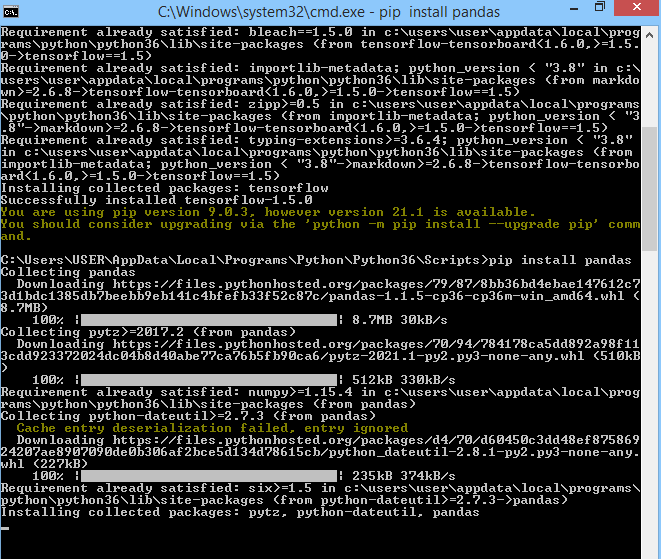 C:\Windows\system32\cmd.exe - pip  install pandas
Requirement already satisfied: bleach==1.5.0 in c:\users\user\appdata\local\prog
rams\python\python36\lib\site-packages (from tensorflow-tensorboard<1.6.0,>=1.5.
0->tensorflow==1.5)
Requirement already satisfied: importlib-metadata; python_version < "3.8" in c:\
users\user\appdata\local\programs\python\python36\lib\site-packages (from markdo
wn>=2.6.8->tensorflow-tensorboard<1.6.0,>=1.5.0->tensorflow==1.5)
Requirement already satisfied: zipp>=0.5 in c:\users\user\appdata\local\programs
\python\python36\lib\site-packages (from importlib-metadata; python_version < "3
.8"->markdown>=2.6.8->tensorflow-tensorboard<1.6.0,>=1.5.0->tensorflow==1.5)
Requirement already satisfied: typing-extensions>=3.6.4; python_version < "3.8"
in c:\users\user\appdata\local\programs\python\python36\lib\site-packages (from
importlib-metadata; python_version < "3.8"->markdown>=2.6.8->tensorflow-tensorbo
ard<1.6.0,>=1.5.0->tensorflow==1.5)
Installing collected packages: tensorflow
Successfully installed tensorflow-1.5.0
You are using pip version 9.0.3, however version 21.1 is available.
You should consider upgrading via the 'python -m pip install --upgrade pip' comm
and.
C:\Users\USER\AppData\Local\Programs\Python\Python36\Scripts>pip install pandas
Collecting pandas
Downloading https://files.pythonhosted.org/packages/79/87/8bb36bd4ebae147612c7
3d1bdc1385db7beebb9eb141c4bfefb33f52c87c/pandas-1.1.5-cp36-cp36m-win_amd64.whl (
8.7MB)
100% |████████████████████████████████| 8.7MB 30kB/s
Collecting pytz>=2017.2 (from pandas)
Downloading https://files.pythonhosted.org/packages/70/94/784178ca5dd892a98f11
3cdd922372024dc04b8d40abe77ca76b5fb90ca6/pytz-2021.1-py2.py3-none-any.whl (510kB
)
100% |████████████████████████████████| 512kB 330kB/s
Requirement already satisfied: numpy>=1.15.4 in c:\users\user\appdata\local\prog
rams\python\python36\lib\site-packages (from pandas)
Collecting python-dateutil>=2.7.3 (from pandas)
Cache entry deserialization failed, entry ignored
Downloading https://files.pythonhosted.org/packages/d4/70/d60450c3dd48ef875869
24207ae8907090de0b306af2bce5d134d78615cb/python_dateutil-2.8.1-py2.py3-none-any.
whl (227kB)
100% |████████████████████████████████| 235kB 374kB/s
Requirement already satisfied: six>=1.5 in c:\users\user\appdata\local\programs\
python\python36\lib\site-packages (from python-dateutil>=2.7.3->pandas)
Installing collected packages: pytz, python-dateutil, pandas